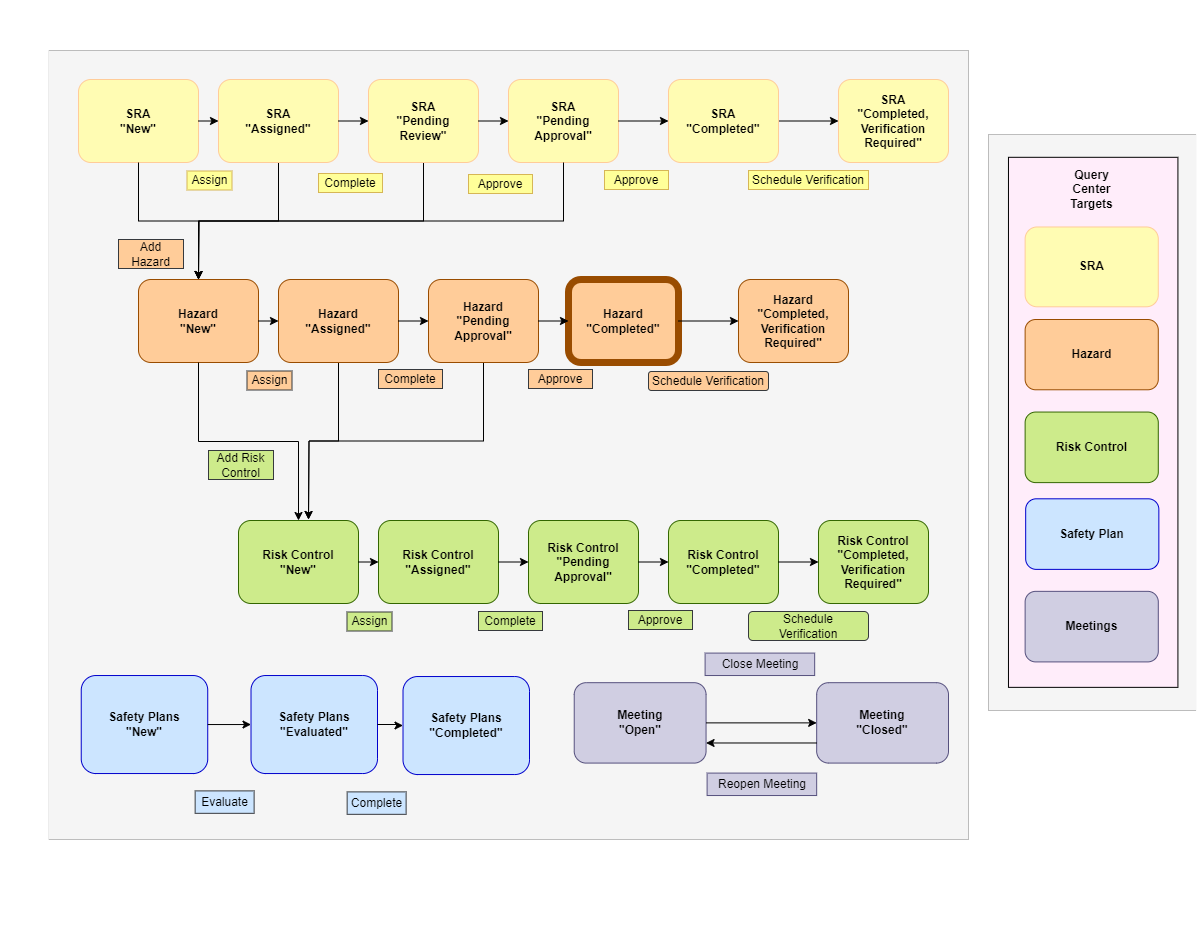 SRA
"New"
SRA
"Assigned"
SRA
"Pending
Review"
SRA
"Pending
Approval"
SRA
"Completed"
SRA
"Completed,
Verification
Required"
Assign
Complete
Approve
Approve
Schedule Verification
Add
Hazard
Hazard
"New"
Hazard
"Assigned"
Hazard
"Pending
Approval"
Hazard
"Completed"
Hazard
"Completed,
Verification
Required"
Assign
Complete
Approve
Schedule Verification
Add Risk
Control
Risk Control
"New"
Risk Control
"Assigned"
Risk Control
"Pending
Approval"
Risk Control
"Completed"
Risk Control
"Completed,
Verification
Required"
Assign
Complete
Approve
Schedule
Verification
Safety Plans
"New"
Safety Plans
"Evaluated"
Safety Plans
"Completed"
Evaluate
Complete
Close Meeting
Meeting
"Open"
Meeting
"Closed"
Reopen Meeting
Query
Center
Targets
SRA
Hazard
Risk Control
Safety Plan
Meetings